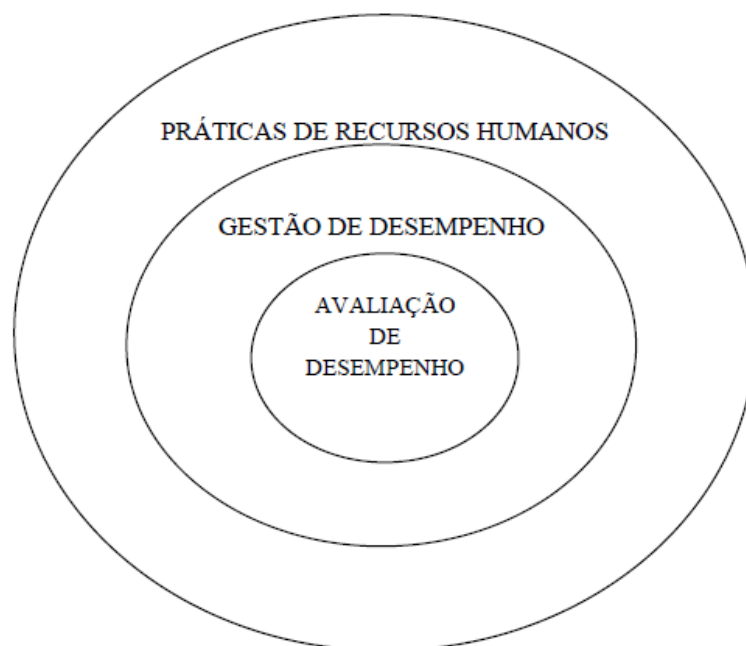 PRÁTICAS DE RECURSOS HUMANOS
GESTÃO DE DESEMPENHO
AVALIAÇÃO
DE
DESEMPENHO